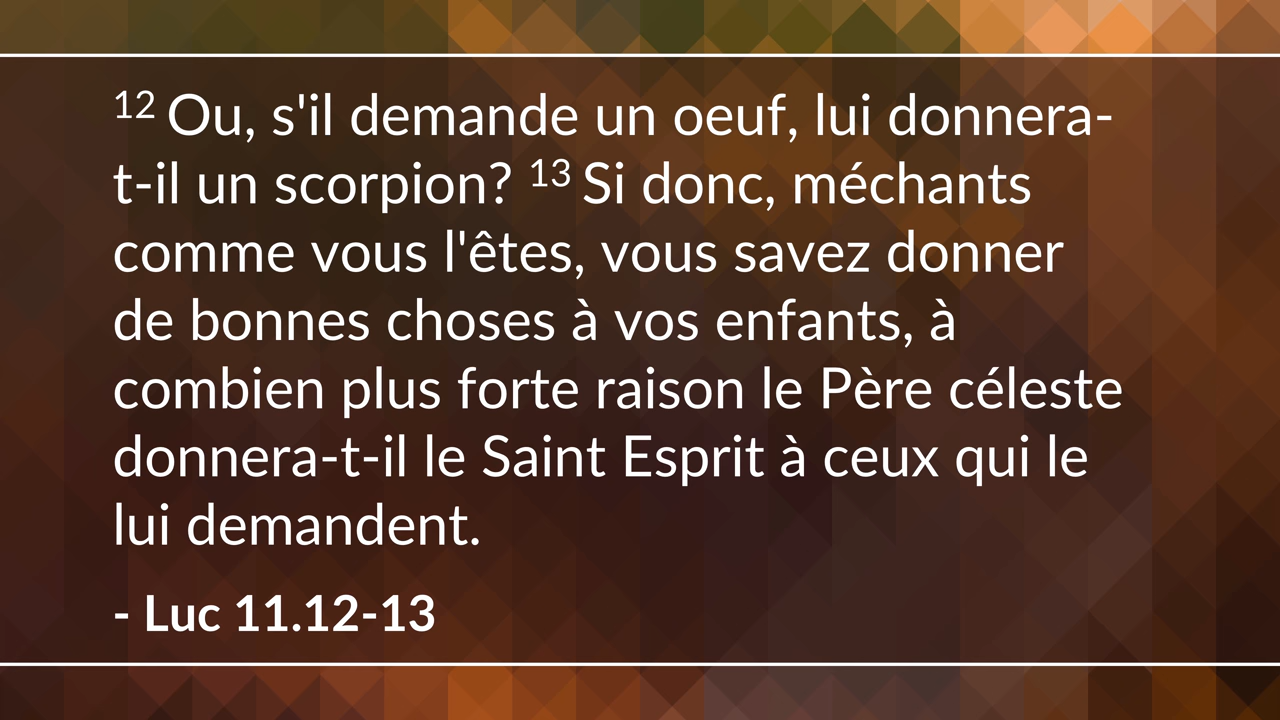 12 Ou, s'il demande un oeuf, lui donnera-
t-il un scorpion? 13 Si donc, méchants
comme vous l'êtes, vous savez donner
de bonnes choses à vos enfants, à
combien plus forte raison le Père céleste
donnera-t-il le Saint Esprit à ceux qui le
lui demandent.
- Luc 11.12-13